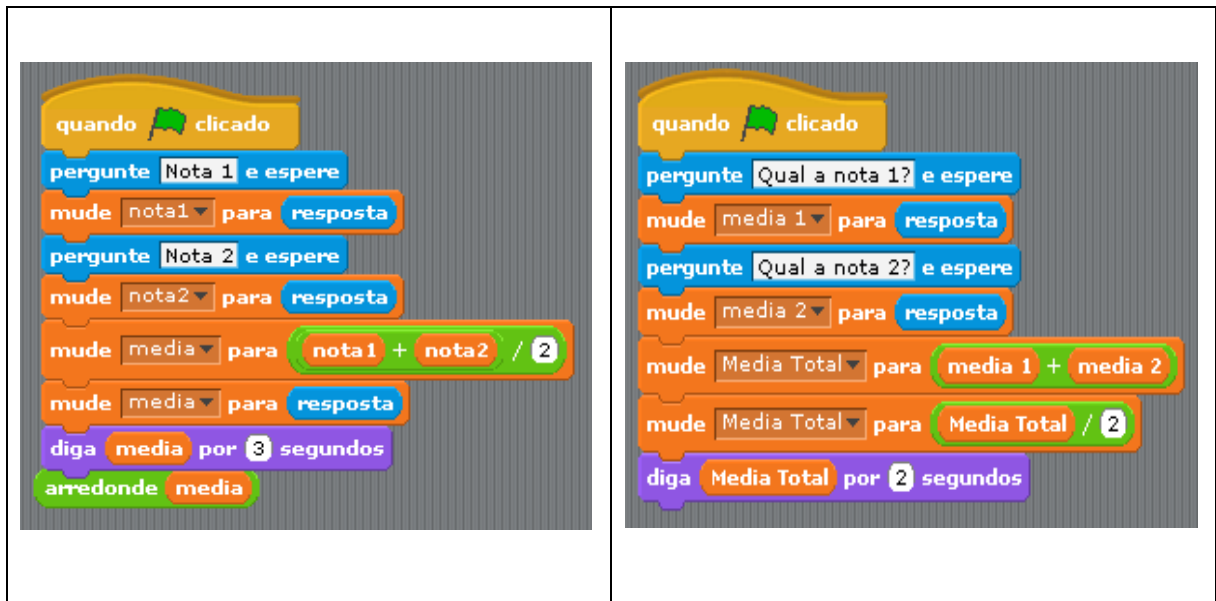 quando clicado
pergunte Nota 1 e espere
mude nota1 para resposta
pergunte Nota 2 e espere
mude nota2 para resposta
mude media para nota1 + nota2 / 2
mude media para resposta
diga media por 3 segundos
arredonde media
quando clicado
pergunte Qual a nota 1? e espere
mude media 1 para resposta
pergunte Qual a nota 2? e espere
mude media 2 para resposta
mude Media Total para media 1 + media 2
mude Media Total para Media Total / 2
diga Media Total por 2 segundos